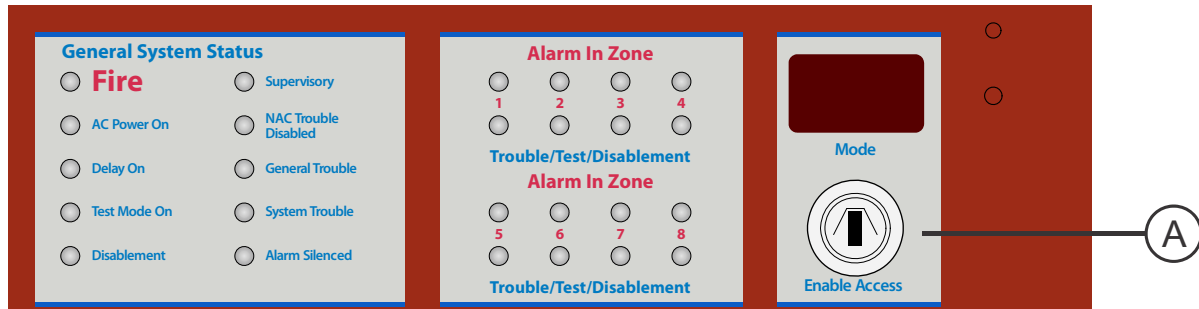 General System Status
Fire
AC Power On
Delay On
Test Mode On
Disablement
Supervisory
NAC Trouble
Disabled
General Trouble
System Trouble
Alarm Silenced
Alarm In Zone
1 2 3 4
Trouble/Test/Disablement
Alarm In Zone
5 6 7 8
Trouble/Test/Disablement
Mode
Enable Access
A